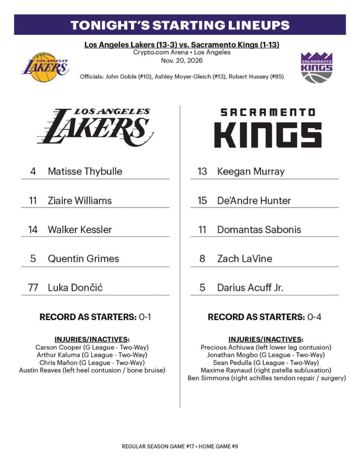 TONIGHT'S STARTING LINEUPS
Los Angeles Lakers (13-3) vs. Sacramento Kings (1-13)
Crypto.com Arena • Los Angeles
Nov. 20, 2026
Officials: John Goble (#10), Ashley Moyer-Gleich (#13), Robert Hussey (#85)
LAKERS
SACRAMENTO
KINGS
LOS ANGELES
LAKERS
SACRAMENTO
KINGS
4 Matisse Thybulle
11 Ziaire Williams
14 Walker Kessler
5 Quentin Grimes
77 Luka Dončić
RECORD AS STARTERS: 0-1
INJURIES/INACTIVES:
Carson Cooper (G League - Two-Way)
Arthur Kaluma (G League - Two-Way)
Chris Mañon (G League - Two-Way)
Austin Reaves (left heel contusion / bone bruise)
13 Keegan Murray
15 De'Andre Hunter
11 Domantas Sabonis
8 Zach LaVine
5 Darius Acuff Jr.
RECORD AS STARTERS: 0-4
INJURIES/INACTIVES:
Precious Achiuwa (left lower leg contusion)
Jonathan Mogbo (G League - Two-Way)
Sean Pedulla (G League - Two-Way)
Maxime Raynaud (right patella subluxation)
Ben Simmons (right achilles tendon repair / surgery)
REGULAR SEASON GAME #17 • HOME GAME #9